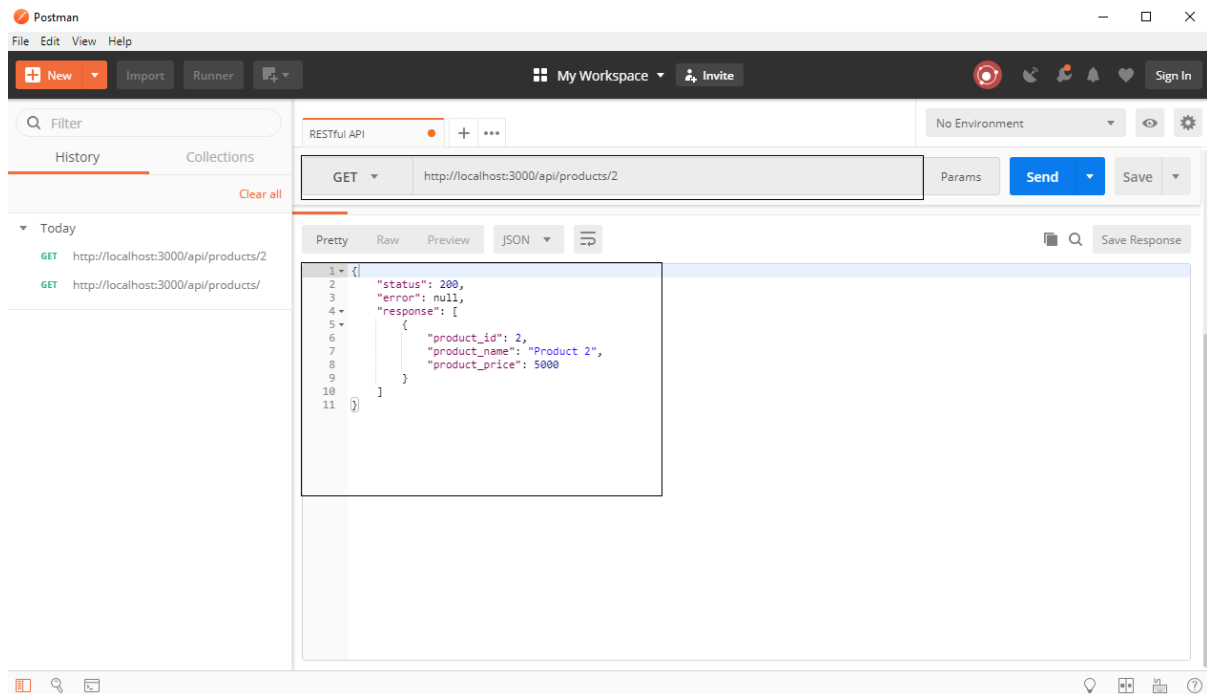 Postman
File Edit View Help
New Import Runner My Workspace Invite Sign In
Filter
History Collections
Clear all
Today
GET http://localhost:3000/api/products/2
GET http://localhost:3000/api/products/
RESTful API
No Environment
GET http://localhost:3000/api/products/2 Params Send Save
Pretty Raw Preview JSON Save Response
1 {
2 "status": 200,
3 "error": null,
4 "response": [
5 {
6 "product_id": 2,
7 "product_name": "Product 2",
8 "product_price": 5000
9 }
10 ]
11 }